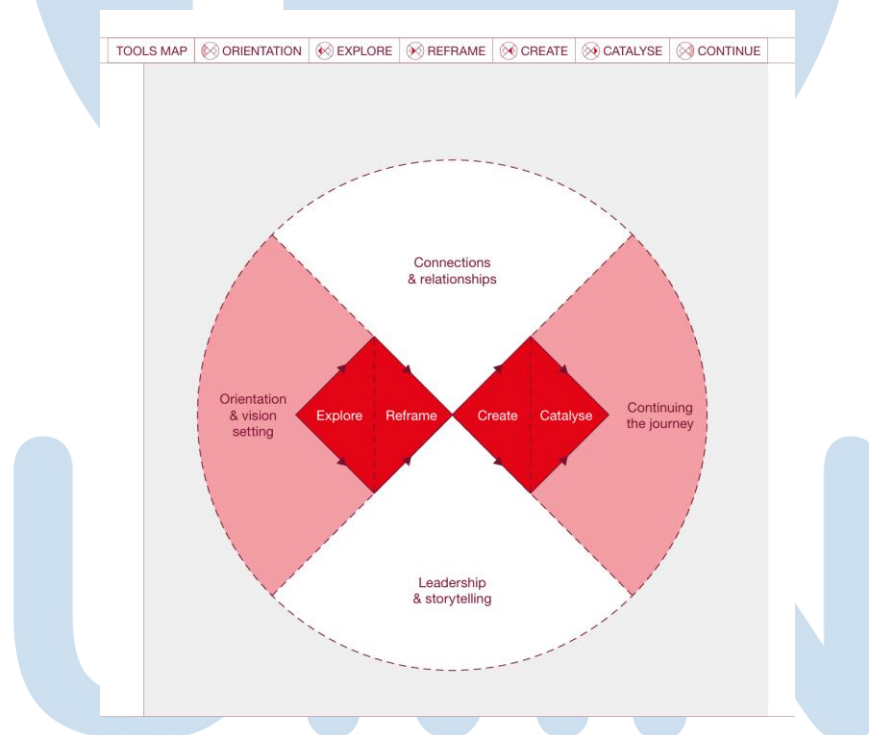 TOOLS MAP ORIENTATION EXPLORE REFRAME CREATE CATALYSE CONTINUE
Connections
& relationships
Orientation
& vision
setting
Explore
Reframe
Create
Catalyse
Continuing
the journey
Leadership
& storytelling